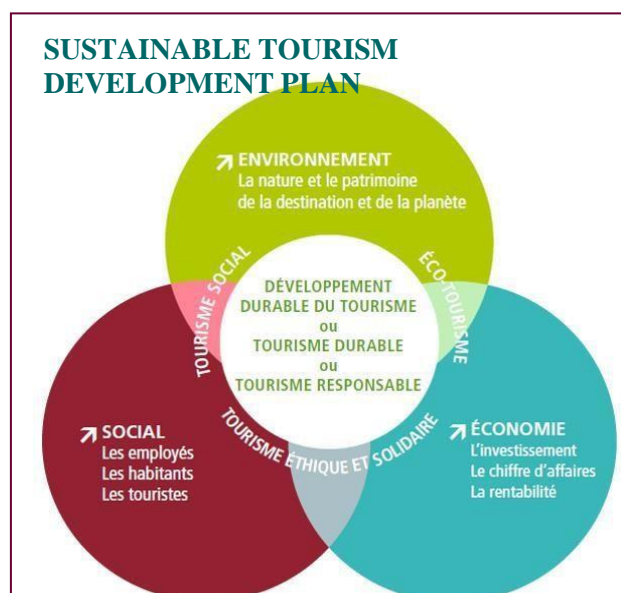 SUSTAINABLE TOURISM
DEVELOPMENT PLAN
ENVIRONNEMENT
La nature et le patrimoine
de la destination et de la planète
TOURISME SOCIAL
ÉCO-TOURISME
DÉVELOPPEMENT
DURABLE DU TOURISME
ou
TOURISME DURABLE
ou
TOURISME RESPONSABLE
TOURISME ÉTHIQUE ET SOLIDAIRE
SOCIAL
Les employés
Les habitants
Les touristes
ÉCONOMIE
L'investissement
Le chiffre d'affaires
La rentabilité